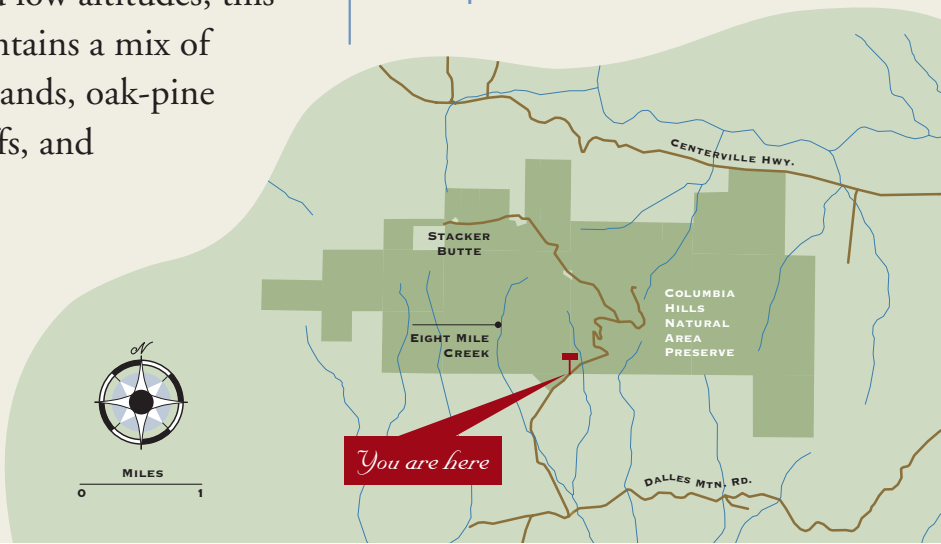 low altitudes, this
ntains a mix of
ands, oak-pine
fs, and
Centerville Hwy.
Stacker
Butte
Columbia
Hills
Natural
Area
Preserve
Eight Mile
Creek
N
You are here
Miles
0 1
Dalles Mtn. Rd.